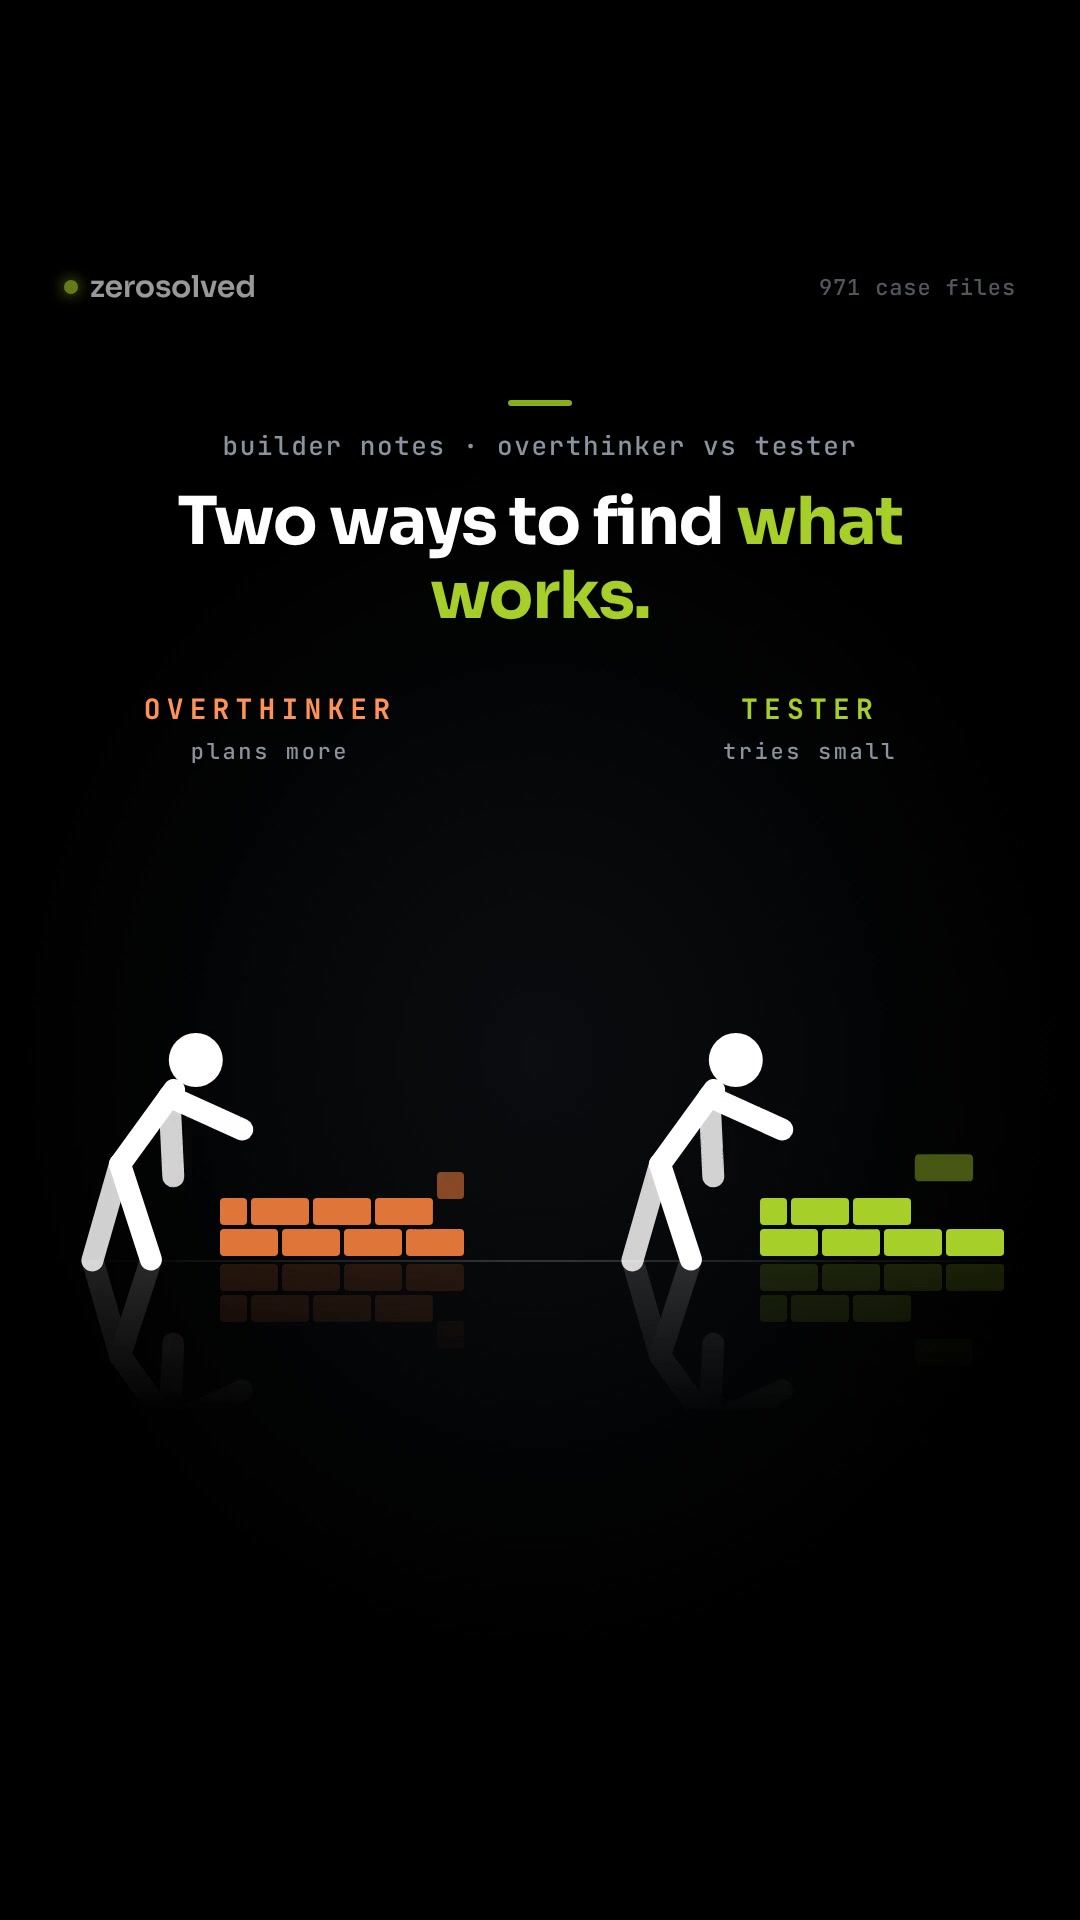 zerosolved
971 case files
builder notes · overthinker vs tester
Two ways to find what
works.
OVERTHINKER
plans more
TESTER
tries small